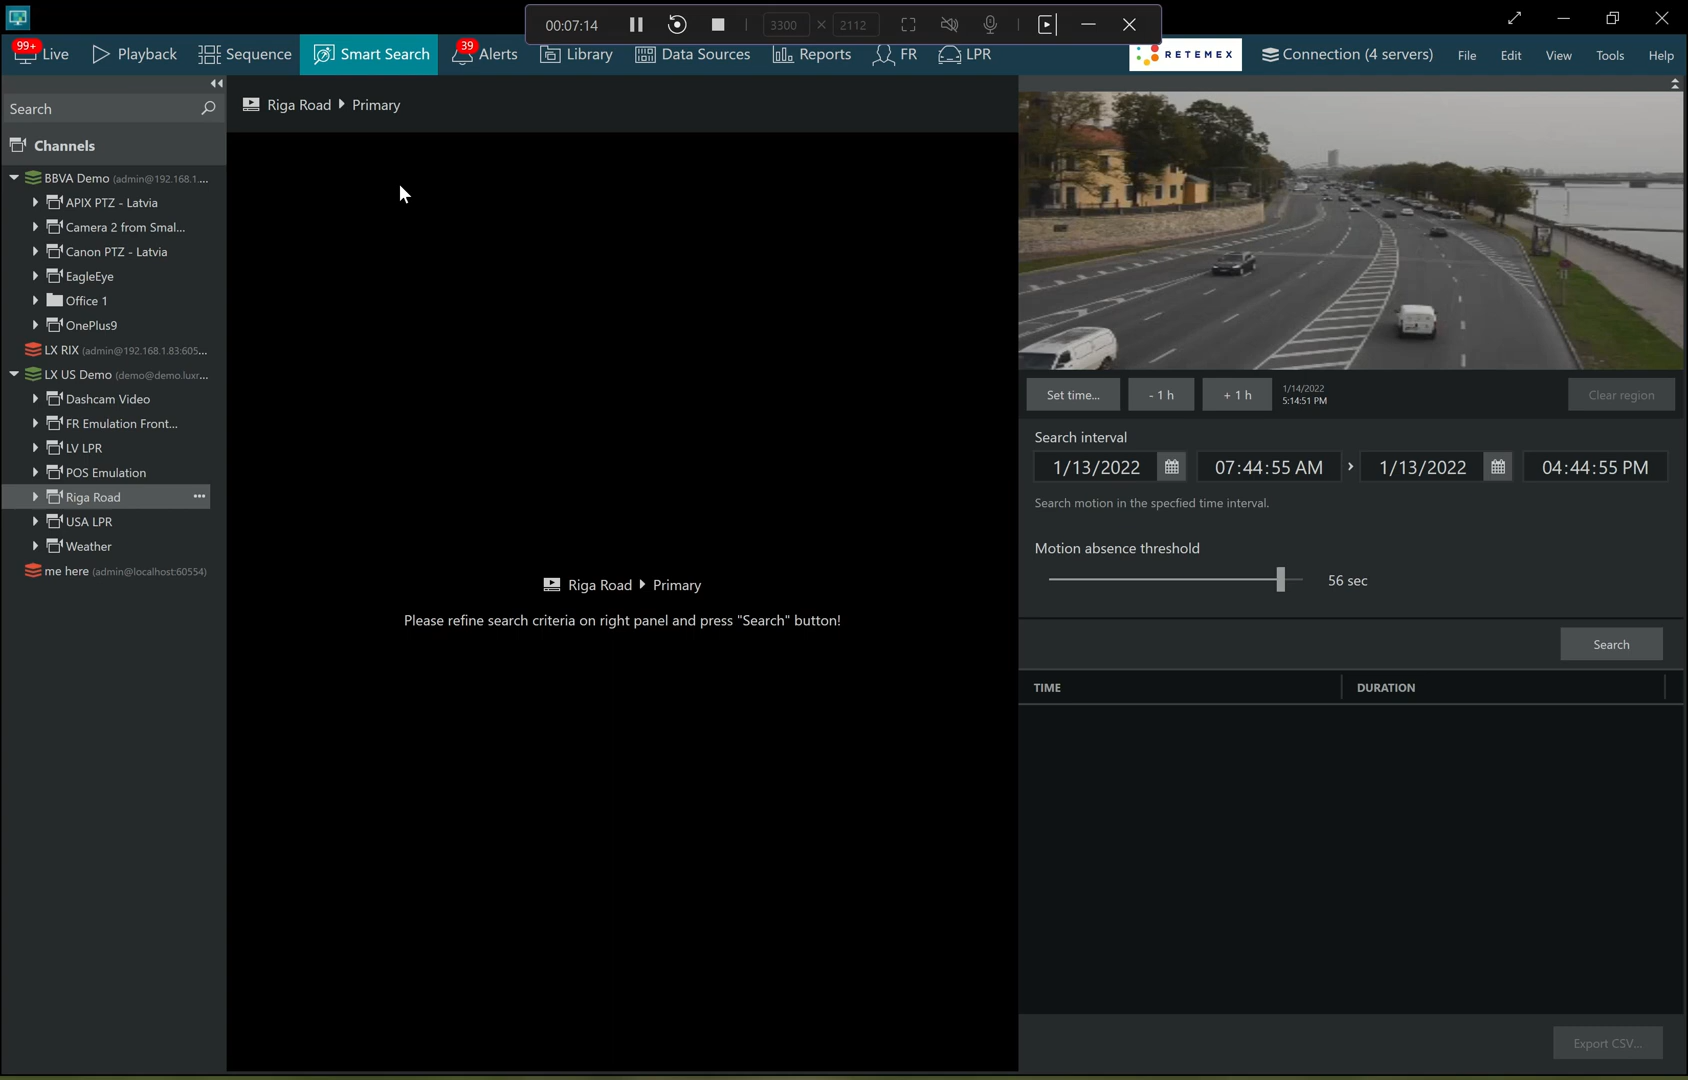 00:07:14
3300 × 2112
99+ Live
Playback
Sequence
Smart Search
39 Alerts
Library
Data Sources
Reports
FR
LPR
RETEMEX
Connection (4 servers)
File
Edit
View
Tools
Help
Search
Channels
BBVA Demo (admin@192.168.1....
APIX PTZ - Latvia
Camera 2 from Smal...
Canon PTZ - Latvia
EagleEye
Office 1
OnePlus9
LX RIX (admin@192.168.1.83:605...
LX US Demo (demo@demo.luxr...
Dashcam Video
FR Emulation Front...
LV LPR
POS Emulation
Riga Road
USA LPR
Weather
me here (admin@localhost:60554)
Riga Road Primary
Riga Road Primary
Please refine search criteria on right panel and press "Search" button!
Set time...
- 1 h
+ 1 h
1/14/2022
5:14:51 PM
Clear region
Search interval
1/13/2022
07:44:55 AM
1/13/2022
04:44:55 PM
Search motion in the specfied time interval.
Motion absence threshold
56 sec
Search
TIME
DURATION
Export CSV...